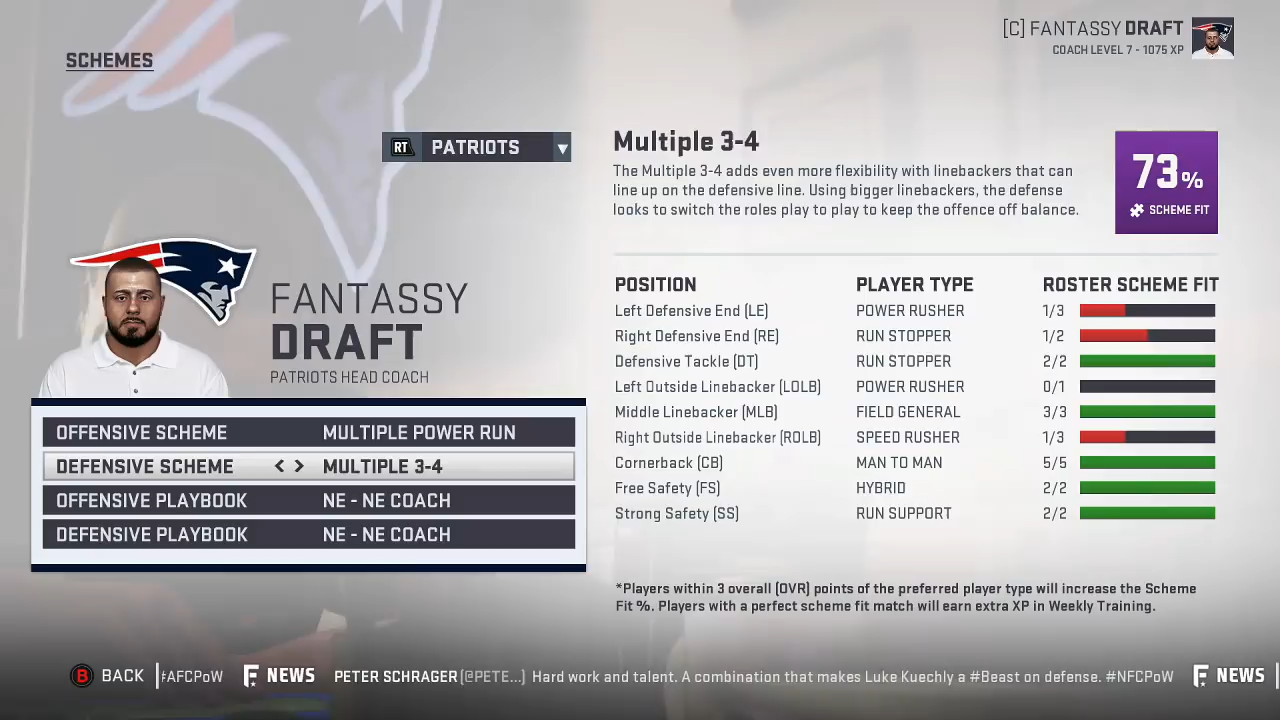 SCHEMES
[C] FANTASSY DRAFT
COACH LEVEL 7 - 1075 XP
RT PATRIOTS
FANTASSY
DRAFT
PATRIOTS HEAD COACH
OFFENSIVE SCHEME MULTIPLE POWER RUN
DEFENSIVE SCHEME < > MULTIPLE 3-4
OFFENSIVE PLAYBOOK NE - NE COACH
DEFENSIVE PLAYBOOK NE - NE COACH
Multiple 3-4
The Multiple 3-4 adds even more flexibility with linebackers that can
line up on the defensive line. Using bigger linebackers, the defense
looks to switch the roles play to play to keep the offence off balance.
73%
SCHEME FIT
POSITION PLAYER TYPE ROSTER SCHEME FIT
Left Defensive End (LE) POWER RUSHER 1/3
Right Defensive End (RE) RUN STOPPER 1/2
Defensive Tackle (DT) RUN STOPPER 2/2
Left Outside Linebacker (LOLB) POWER RUSHER 0/1
Middle Linebacker (MLB) FIELD GENERAL 3/3
Right Outside Linebacker (ROLB) SPEED RUSHER 1/3
Cornerback (CB) MAN TO MAN 5/5
Free Safety (FS) HYBRID 2/2
Strong Safety (SS) RUN SUPPORT 2/2
*Players within 3 overall (OVR) points of the preferred player type will increase the Scheme
Fit %. Players with a perfect scheme fit match will earn extra XP in Weekly Training.
B BACK #AFCPoW F NEWS PETER SCHRAGER (@PETE...) Hard work and talent. A combination that makes Luke Kuechly a #Beast on defense. #NFCPoW F NEWS